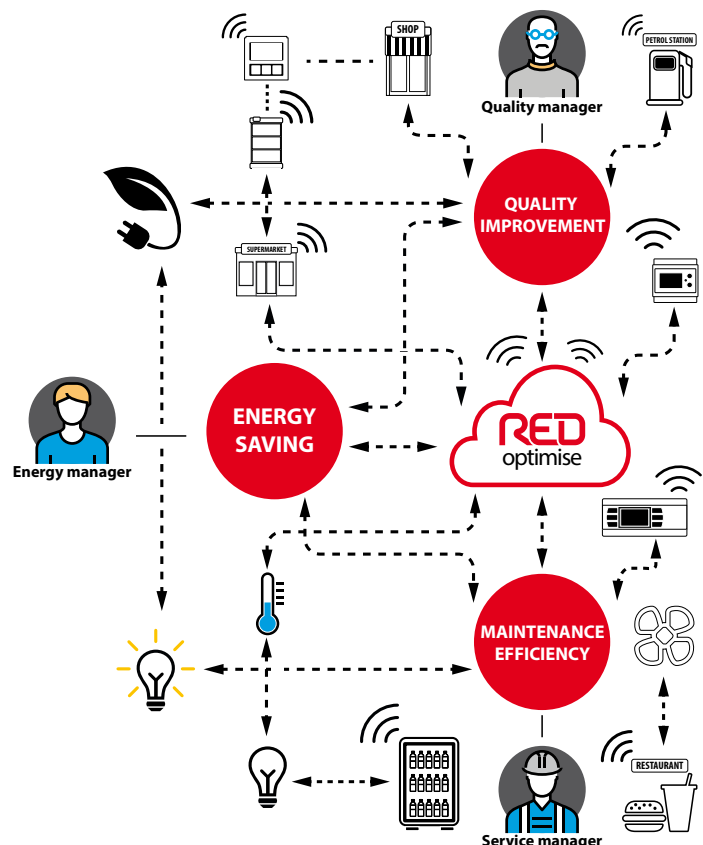 SHOP
PETROL STATION
Quality manager
QUALITY
IMPROVEMENT
SUPERMARKET
ENERGY
SAVING
RED
optimise
Energy manager
MAINTENANCE
EFFICIENCY
RESTAURANT
Service manager